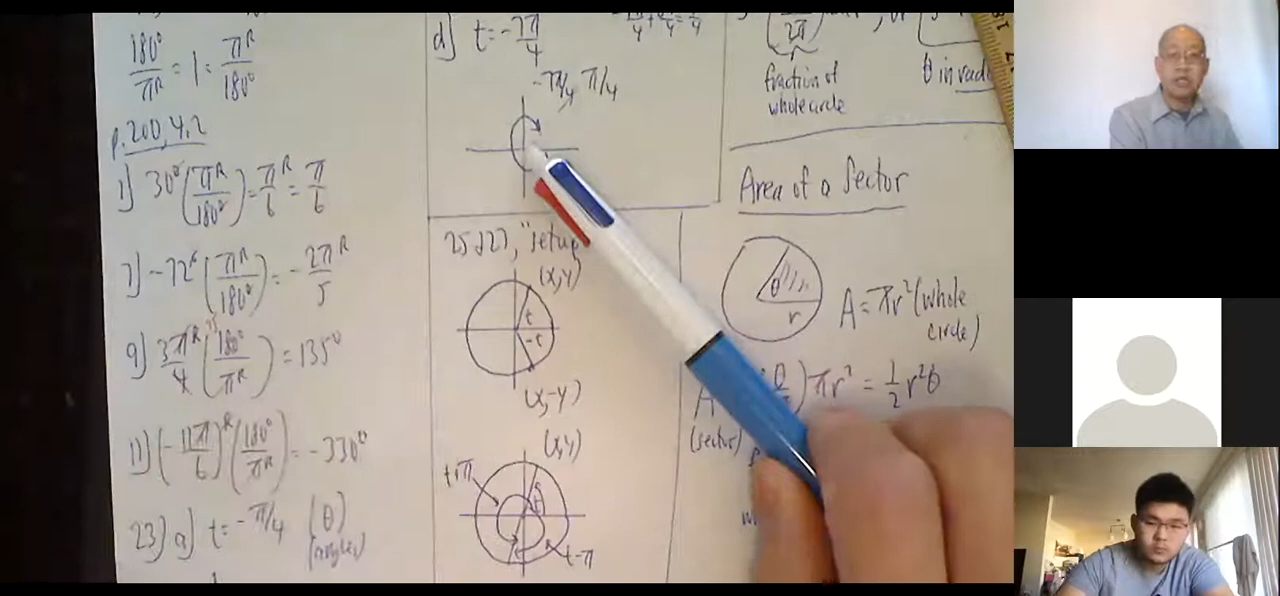 180° / πᴿ = 1 = πᴿ / 180°
p.200, 4.2
1) 30° (πᴿ / 180°) = πᴿ / 6 = π / 6
7) -72° (πᴿ / 180°) = - 2πᴿ / 5
9) 3πᴿ / 4 (180° / πᴿ) = 135°
11) (- 11π / 6)ᴿ (180° / πᴿ) = -330°
23) a) t = -π/4 (θ)
(angles)
d) t = - 7π / 4
-7π/4 π/4
25 & 27, "setup
(x,y)
t
-t
(x,-y)
(x,y)
t+π
t
t-π
fraction of
whole circle
θ in
Area of a Sector
θ
r
A = πr² (whole
circle)
A
(sector)
) πr² = 1/2 r²θ